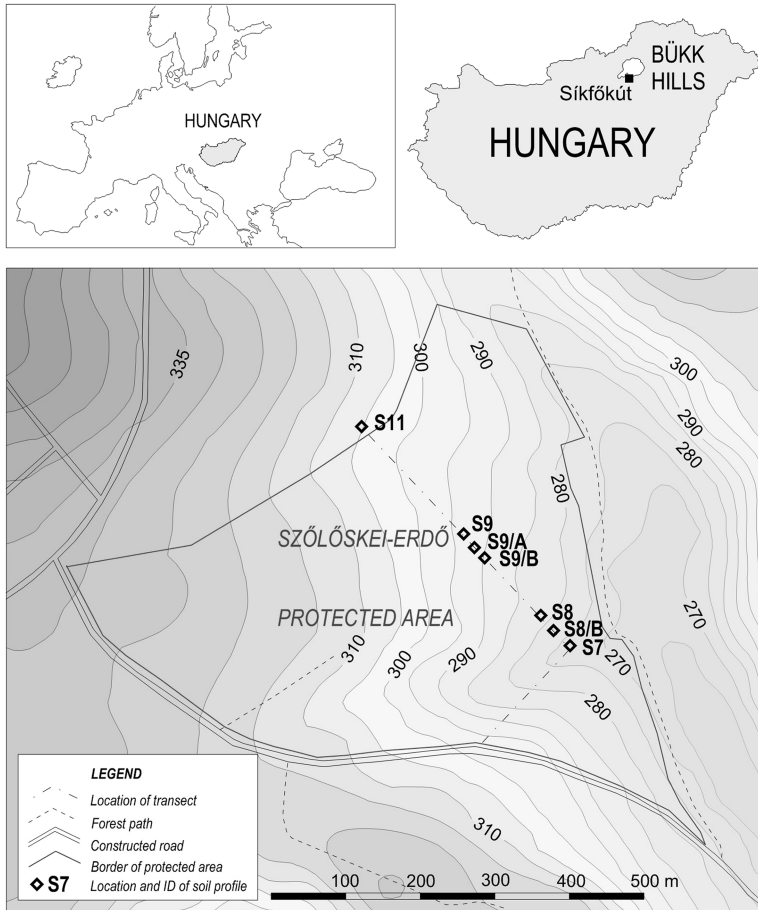 HUNGARY
BÜKK
HILLS
Síkfőkút
HUNGARY
335
310
300
290
300
290
280
S11
280
S9
S9/A
S9/B
SZŐLŐSKEI-ERDŐ
PROTECTED AREA
S8
S8/B
S7
270
270
310
300
290
280
310
LEGEND
Location of transect
Forest path
Constructed road
Border of protected area
S7 Location and ID of soil profile
100 200 300 400 500 m